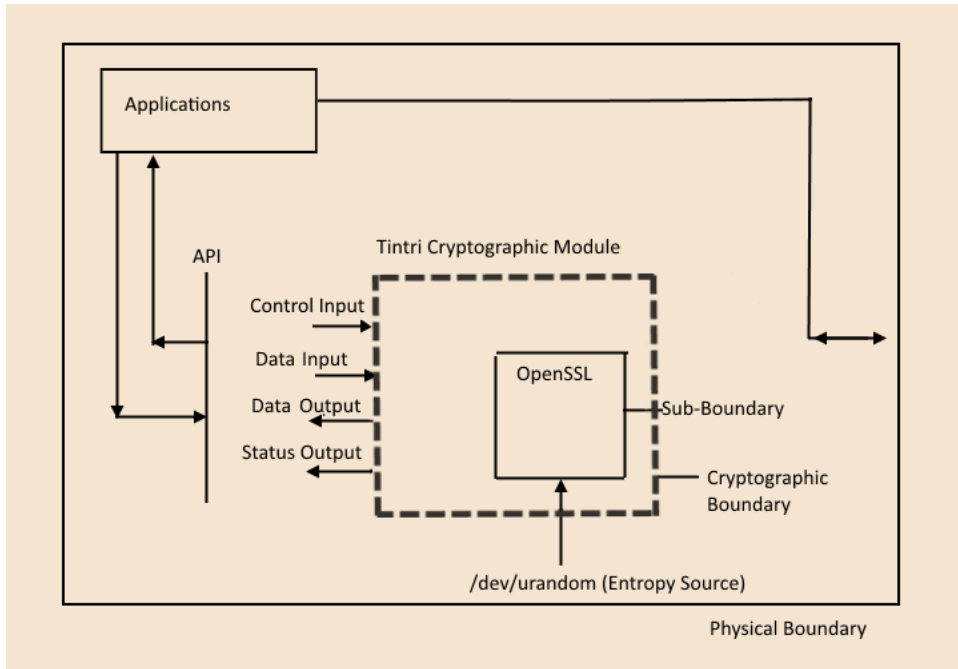 Applications
Tintri Cryptographic Module
API
Control Input
Data Input
Data Output
Status Output
OpenSSL
Sub-Boundary
Cryptographic
Boundary
/dev/urandom (Entropy Source)
Physical Boundary